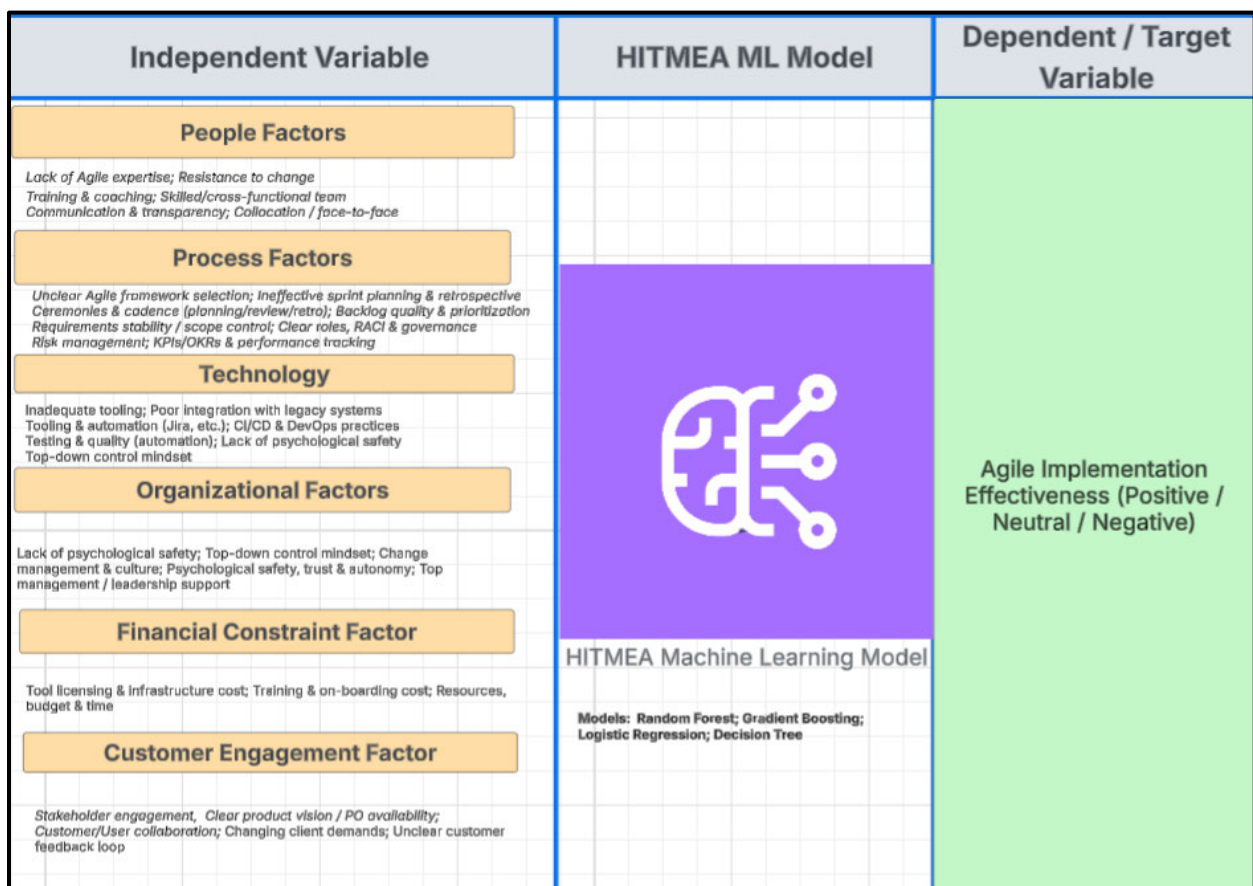 Independent Variable
HITMEA ML Model
Dependent / Target
Variable
People Factors
Lack of Agile expertise; Resistance to change
Training & coaching; Skilled/cross-functional team
Communication & transparency; Collocation / face-to-face
Process Factors
Unclear Agile framework selection; Ineffective sprint planning & retrospective
Ceremonies & cadence (planning/review/retro); Backlog quality & prioritization
Requirements stability / scope control; Clear roles, RACI & governance
Risk management; KPIs/OKRs & performance tracking
Technology
Inadequate tooling; Poor integration with legacy systems
Tooling & automation (Jira, etc.); CI/CD & DevOps practices
Testing & quality (automation); Lack of psychological safety
Top-down control mindset
Organizational Factors
Lack of psychological safety; Top-down control mindset; Change
management & culture; Psychological safety, trust & autonomy; Top
management / leadership support
Financial Constraint Factor
Tool licensing & infrastructure cost; Training & on-boarding cost; Resources,
budget & time
Customer Engagement Factor
Stakeholder engagement, Clear product vision / PO availability;
Customer/User collaboration; Changing client demands; Unclear customer
feedback loop
HITMEA Machine Learning Model
Models: Random Forest; Gradient Boosting;
Logistic Regression; Decision Tree
Agile Implementation
Effectiveness (Positive /
Neutral / Negative)